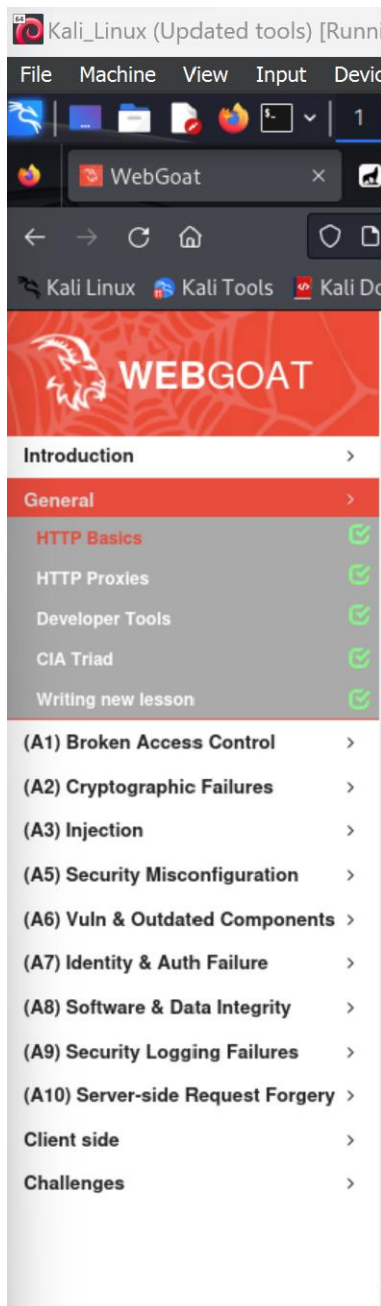 64
Kali_Linux (Updated tools) [Runni
File Machine View Input Devic
1
WebGoat
Kali Linux Kali Tools Kali Do
WEBGOAT
Introduction
General
HTTP Basics
HTTP Proxies
Developer Tools
CIA Triad
Writing new lesson
(A1) Broken Access Control
(A2) Cryptographic Failures
(A3) Injection
(A5) Security Misconfiguration
(A6) Vuln & Outdated Components
(A7) Identity & Auth Failure
(A8) Software & Data Integrity
(A9) Security Logging Failures
(A10) Server-side Request Forgery
Client side
Challenges